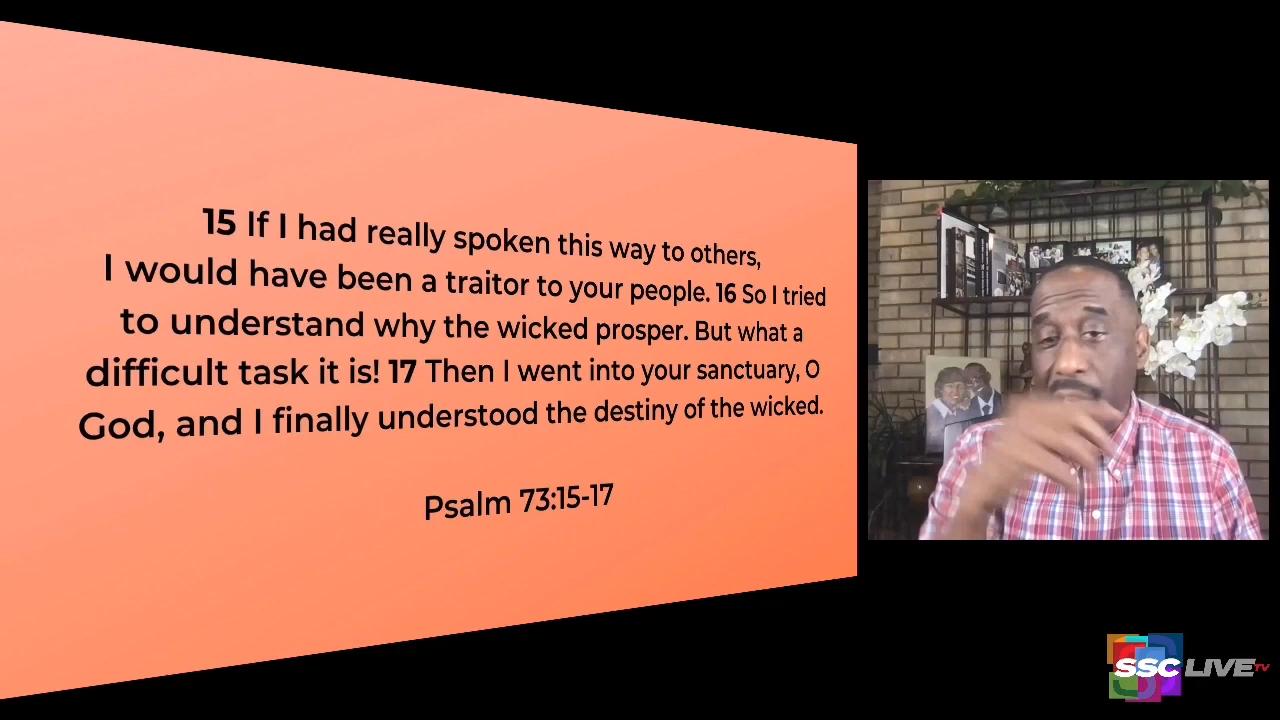 15 If I had really spoken this way to others,
I would have been a traitor to your people. 16 So I tried
to understand why the wicked prosper. But what a
difficult task it is! 17 Then I went into your sanctuary, O
God, and I finally understood the destiny of the wicked.
Psalm 73:15-17
SSC LIVE TV